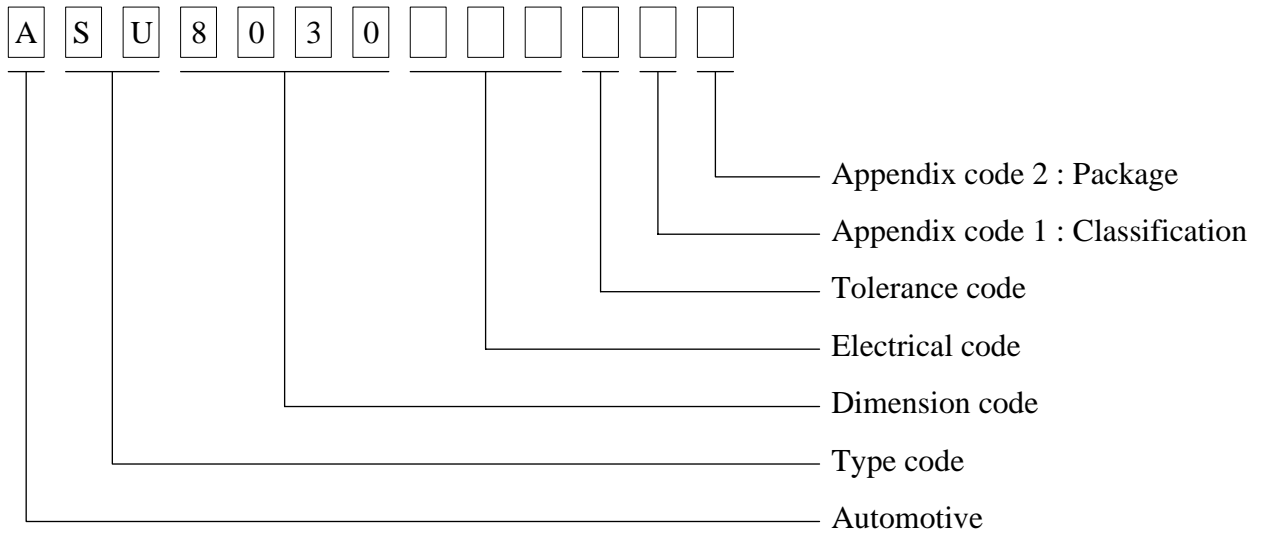 A S U 8 0 3 0
Appendix code 2 : Package
Appendix code 1 : Classification
Tolerance code
Electrical code
Dimension code
Type code
Automotive